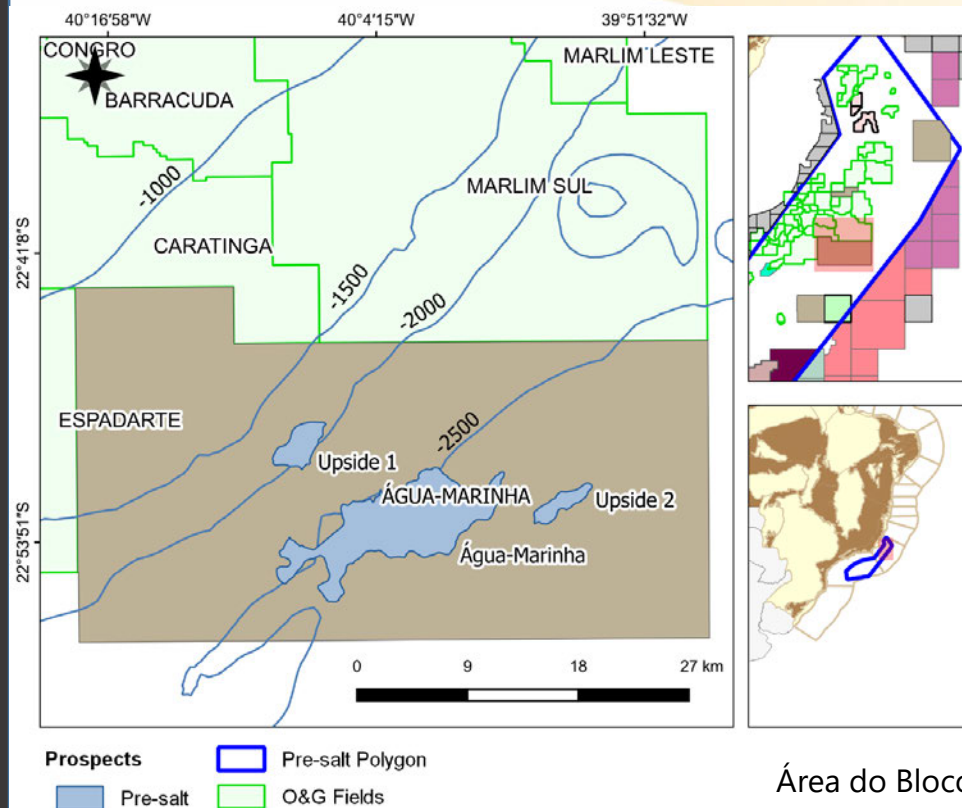 40°16'58"W 40°4'15"W 39°51'32"W
CONGRO
MARLIM LESTE
BARRACUDA
-1000
MARLIM SUL
CARATINGA
22°41'8"S
-1500
-2000
ESPADARTE
-2500
Upside 1
ÁGUA-MARINHA
Upside 2
22°53'51"S
Água-Marinha
0 9 18 27 km
Prospects
Pre-salt Polygon
Pre-salt
O&G Fields
Área do Bloco